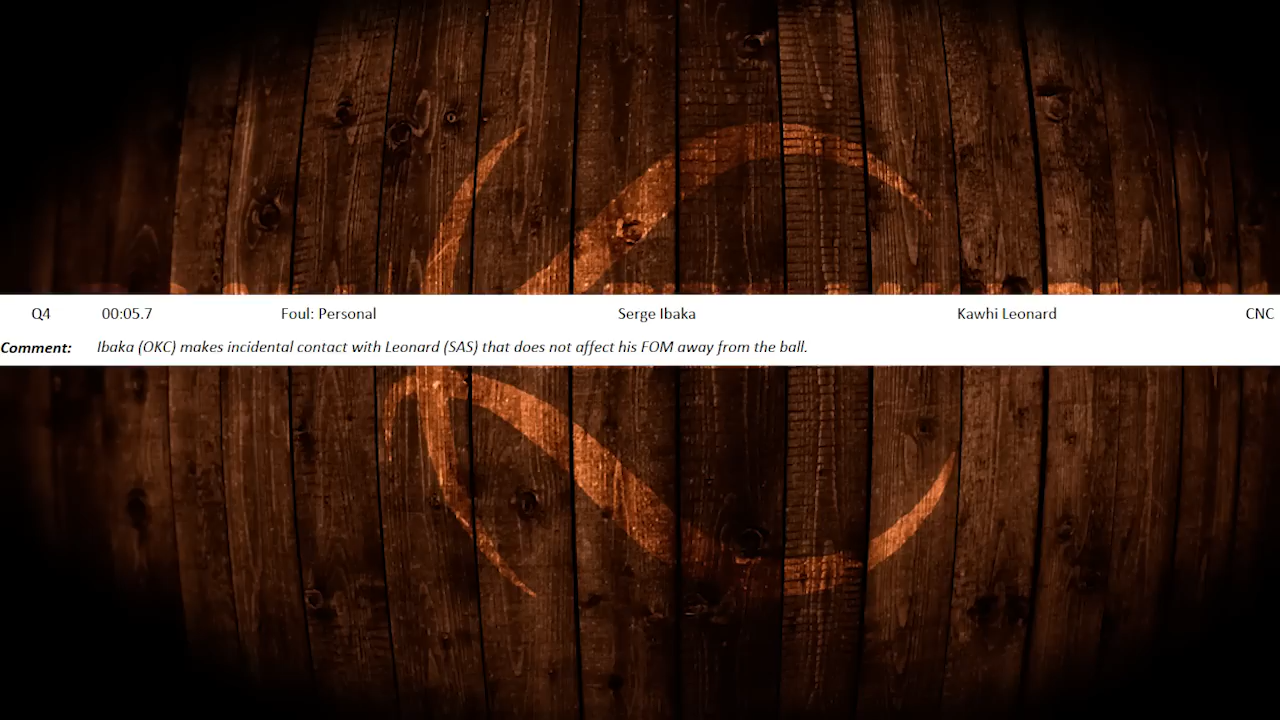 Q4 00:05.7 Foul: Personal Serge Ibaka Kawhi Leonard CNC
Comment: Ibaka (OKC) makes incidental contact with Leonard (SAS) that does not affect his FOM away from the ball.